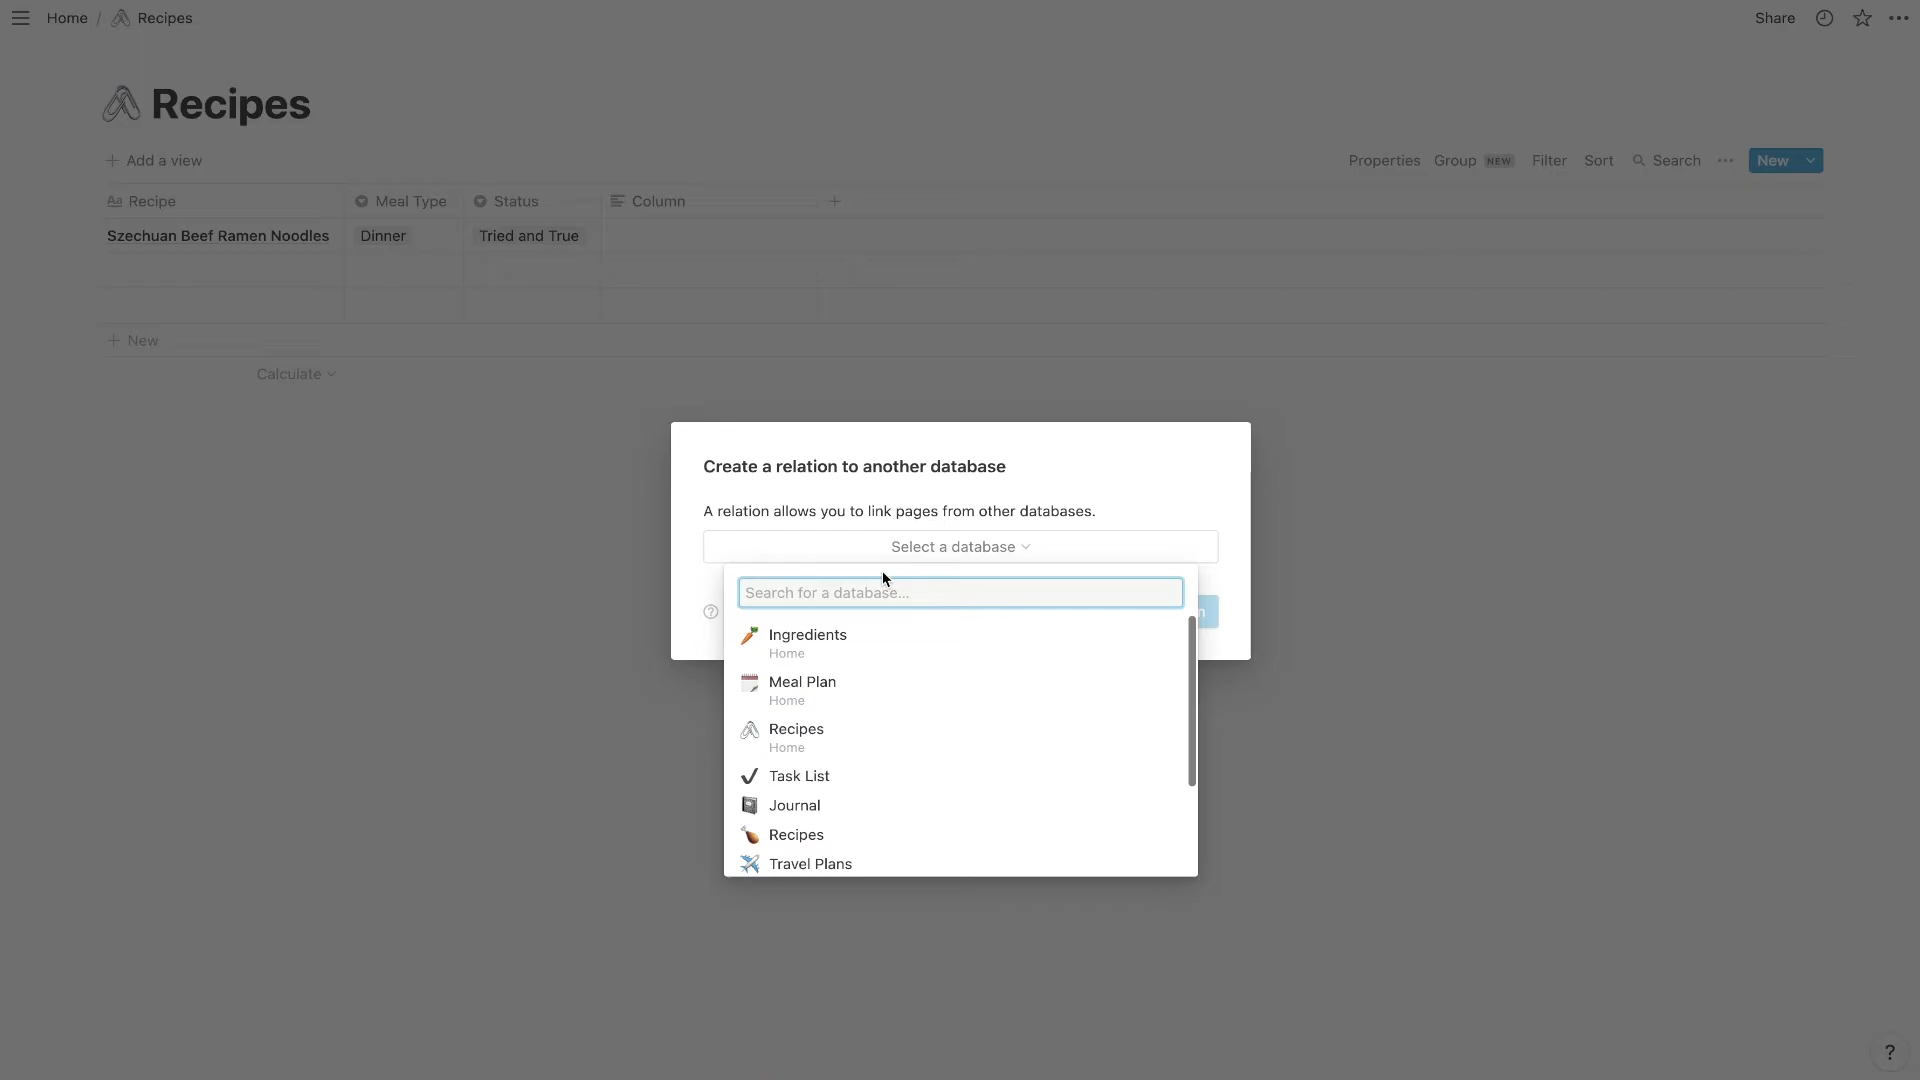 Home / Recipes
Share
Recipes
Add a view
Properties Group NEW Filter Sort Search New
Aa Recipe Meal Type Status Column
Szechuan Beef Ramen Noodles Dinner Tried and True
New
Calculate
Create a relation to another database
A relation allows you to link pages from other databases.
Select a database
Search for a database...
Ingredients
Home
Meal Plan
Home
Recipes
Home
Task List
Journal
Recipes
Travel Plans
?